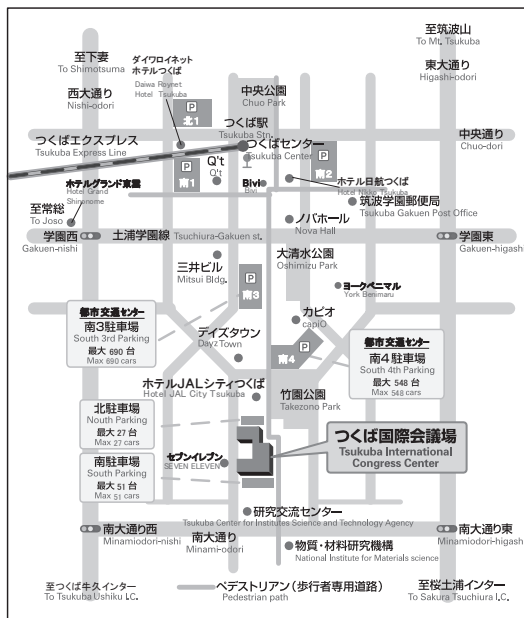 至筑波山
To Mt. Tsukuba
至下妻
To Shimotsuma
ダイワロイネット
ホテルつくば
Daiwa Roynet
Hotel Tsukuba
東大通り
Higashi-odori
西大通り
Nishi-odori
中央公園
Chuo Park
P
北1
つくば駅
Tsukuba Stn.
つくばエクスプレス
Tsukuba Express Line
つくばセンター
Tsukuba Center
中央通り
Chuo-dori
P
南2
Q't
Q't
P
南1
Bivi
Bivi
ホテル日航つくば
Hotel Nikko Tsukuba
ホテルグランド東雲
Hotel Grand
Shinonome
筑波学園郵便局
Tsukuba Gakuen Post Office
至常総
To Joso
ノバホール
Nova Hall
学園西
Gakuen-nishi
土浦学園線
Tsuchiura-Gakuen st.
学園東
Gakuen-higashi
大清水公園
Oshimizu Park
三井ビル
Mitsui Bldg.
P
南3
ヨークベニマル
York Benimaru
都市交通センター
南3駐車場
South 3rd Parking
最大 690 台
Max 690 cars
カピオ
capiO
デイズタウン
Dayz Town
P
南4
都市交通センター
南4駐車場
South 4th Parking
最大 548 台
Max 548 cars
ホテルJALシティつくば
Hotel JAL City Tsukuba
竹園公園
Takezono Park
北駐車場
Nouth Parking
最大 27 台
Max 27 cars
つくば国際会議場
Tsukuba International
Congress Center
南駐車場
South Parking
最大 51 台
Max 51 cars
セブンイレブン
SEVEN ELEVEN
研究交流センター
Tsukuba Center for Institutes Science and Technology Agency
南大通り西
Minamiodori-nishi
南大通り
Minami-odori
南大通り東
Minamiodori-higashi
物質・材料研究機構
National Institute for Materials science
至つくば牛久インター
To Tsukuba Ushiku I.C.
ペデストリアン(歩行者専用道路)
Pedestrian path
至桜土浦インター
To Sakura Tsuchiura I.C.